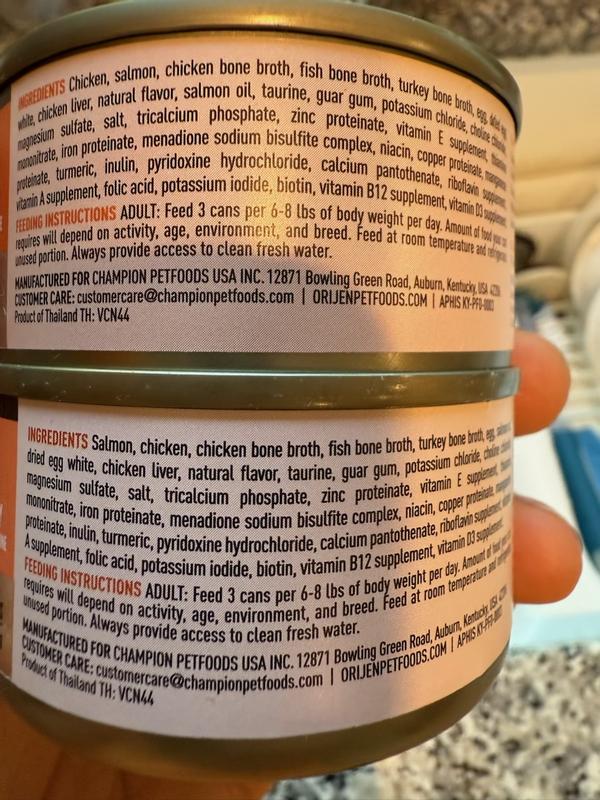 INGREDIENTS Chicken, salmon, chicken bone broth, fish bone broth, turkey bone broth, egg, dried egg
white, chicken liver, natural flavor, salmon oil, taurine, guar gum, potassium chloride, choline chloride,
magnesium sulfate, salt, tricalcium phosphate, zinc proteinate, vitamin E supplement, thiamine
mononitrate, iron proteinate, menadione sodium bisulfite complex, niacin, copper proteinate, manganese
proteinate, turmeric, inulin, pyridoxine hydrochloride, calcium pantothenate, riboflavin supplement,
vitamin A supplement, folic acid, potassium iodide, biotin, vitamin B12 supplement, vitamin D3 supplement.
FEEDING INSTRUCTIONS ADULT: Feed 3 cans per 6-8 lbs of body weight per day. Amount of food your cat
requires will depend on activity, age, environment, and breed. Feed at room temperature and refrigerate
unused portion. Always provide access to clean fresh water.
MANUFACTURED FOR CHAMPION PETFOODS USA INC. 12871 Bowling Green Road, Auburn, Kentucky, USA 42206
CUSTOMER CARE: customercare@championpetfoods.com | ORIJENPETFOODS.COM | APHIS KY-PFO-0003
Product of Thailand TH: VCN44
INGREDIENTS Salmon, chicken, chicken bone broth, fish bone broth, turkey bone broth, egg,
dried egg white, chicken liver, natural flavor, taurine, guar gum, potassium chloride, choline
magnesium sulfate, salt, tricalcium phosphate, zinc proteinate, vitamin E supplement,
mononitrate, iron proteinate, menadione sodium bisulfite complex, niacin, copper proteinate,
proteinate, inulin, turmeric, pyridoxine hydrochloride, calcium pantothenate, riboflavin supplement,
A supplement, folic acid, potassium iodide, biotin, vitamin B12 supplement, vitamin D3 supplement.
FEEDING INSTRUCTIONS ADULT: Feed 3 cans per 6-8 lbs of body weight per day. Amount of food
requires will depend on activity, age, environment, and breed. Feed at room temperature and
unused portion. Always provide access to clean fresh water.
MANUFACTURED FOR CHAMPION PETFOODS USA INC. 12871 Bowling Green Road, Auburn, Kentucky, USA
CUSTOMER CARE: customercare@championpetfoods.com | ORIJENPETFOODS.COM | APHIS
Product of Thailand TH: VCN44